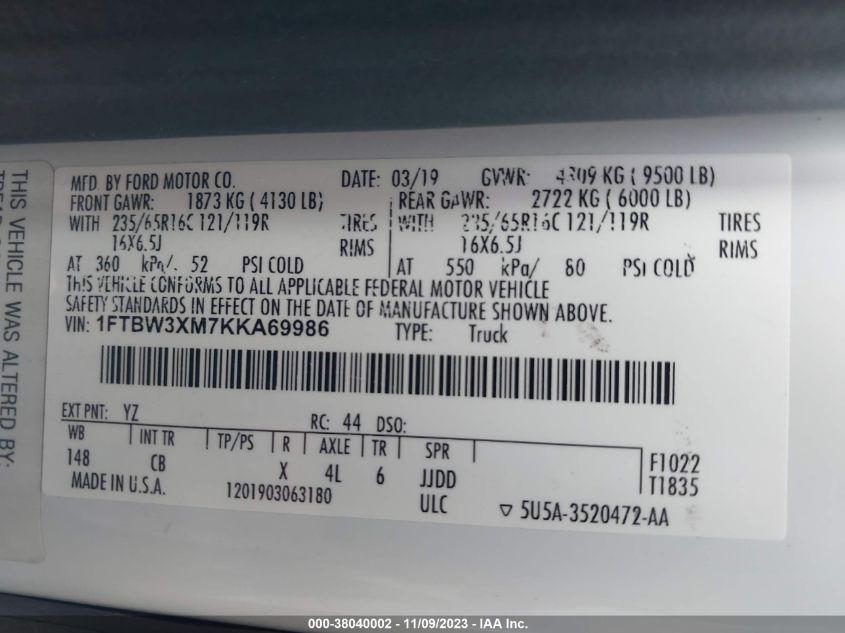 MFD. BY FORD MOTOR CO. DATE: 03/19 GVWR: 4309 KG ( 9500 LB)
FRONT GAWR: 1873 KG ( 4130 LB) REAR GAWR: 2722 KG ( 6000 LB)
WITH 235/65R16C 121/119R TIRES WITH 235/65R16C 121/119R TIRES
16X6.5J RIMS 16X6.5J RIMS
AT 360 kPa/ 52 PSI COLD AT 550 kPa/ 80 PSI COLD
THIS VEHICLE CONFORMS TO ALL APPLICABLE FEDERAL MOTOR VEHICLE
SAFETY STANDARDS IN EFFECT ON THE DATE OF MANUFACTURE SHOWN ABOVE.
VIN: 1FTBW3XM7KKA69986 TYPE: Truck
EXT PNT: YZ RC: 44 DSO:
WB INT TR TP/PS R AXLE TR SPR
148 CB X 4L 6 JJDD F1022
MADE IN U.S.A. 1201903063180 ULC T1835
▽ 5U5A-3520472-AA
THIS VEHICLE WAS ALTERED BY:
000-38040002 - 11/09/2023 - IAA Inc.